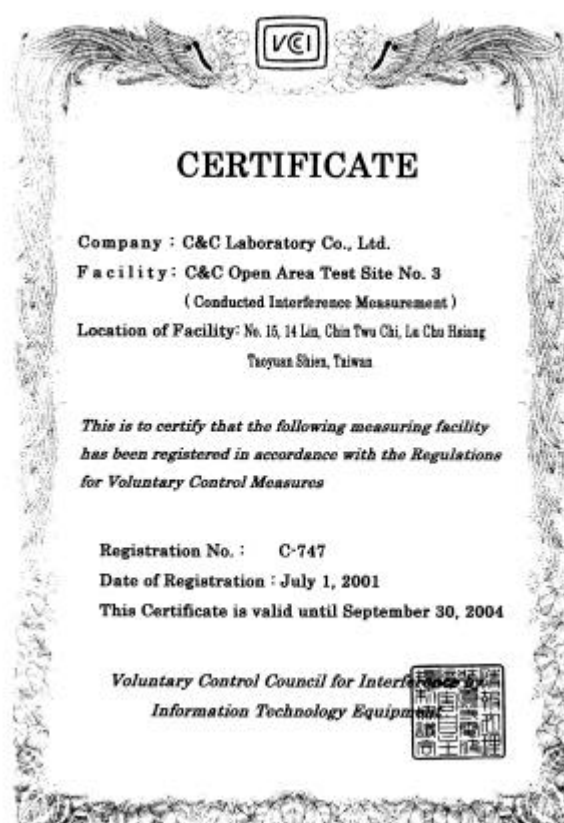 VCCI
CERTIFICATE
Company : C&C Laboratory Co., Ltd.
Facility: C&C Open Area Test Site No. 3
( Conducted Interference Measurement )
Location of Facility: No. 15, 14 Lin, Chin Twu Chi, Lu Chu Hsiang
Taoyuan Shien, Taiwan
This is to certify that the following measuring facility
has been registered in accordance with the Regulations
for Voluntary Control Measures
Registration No. : C-747
Date of Registration : July 1, 2001
This Certificate is valid until September 30, 2004
Voluntary Control Council for Interference by
Information Technology Equipment